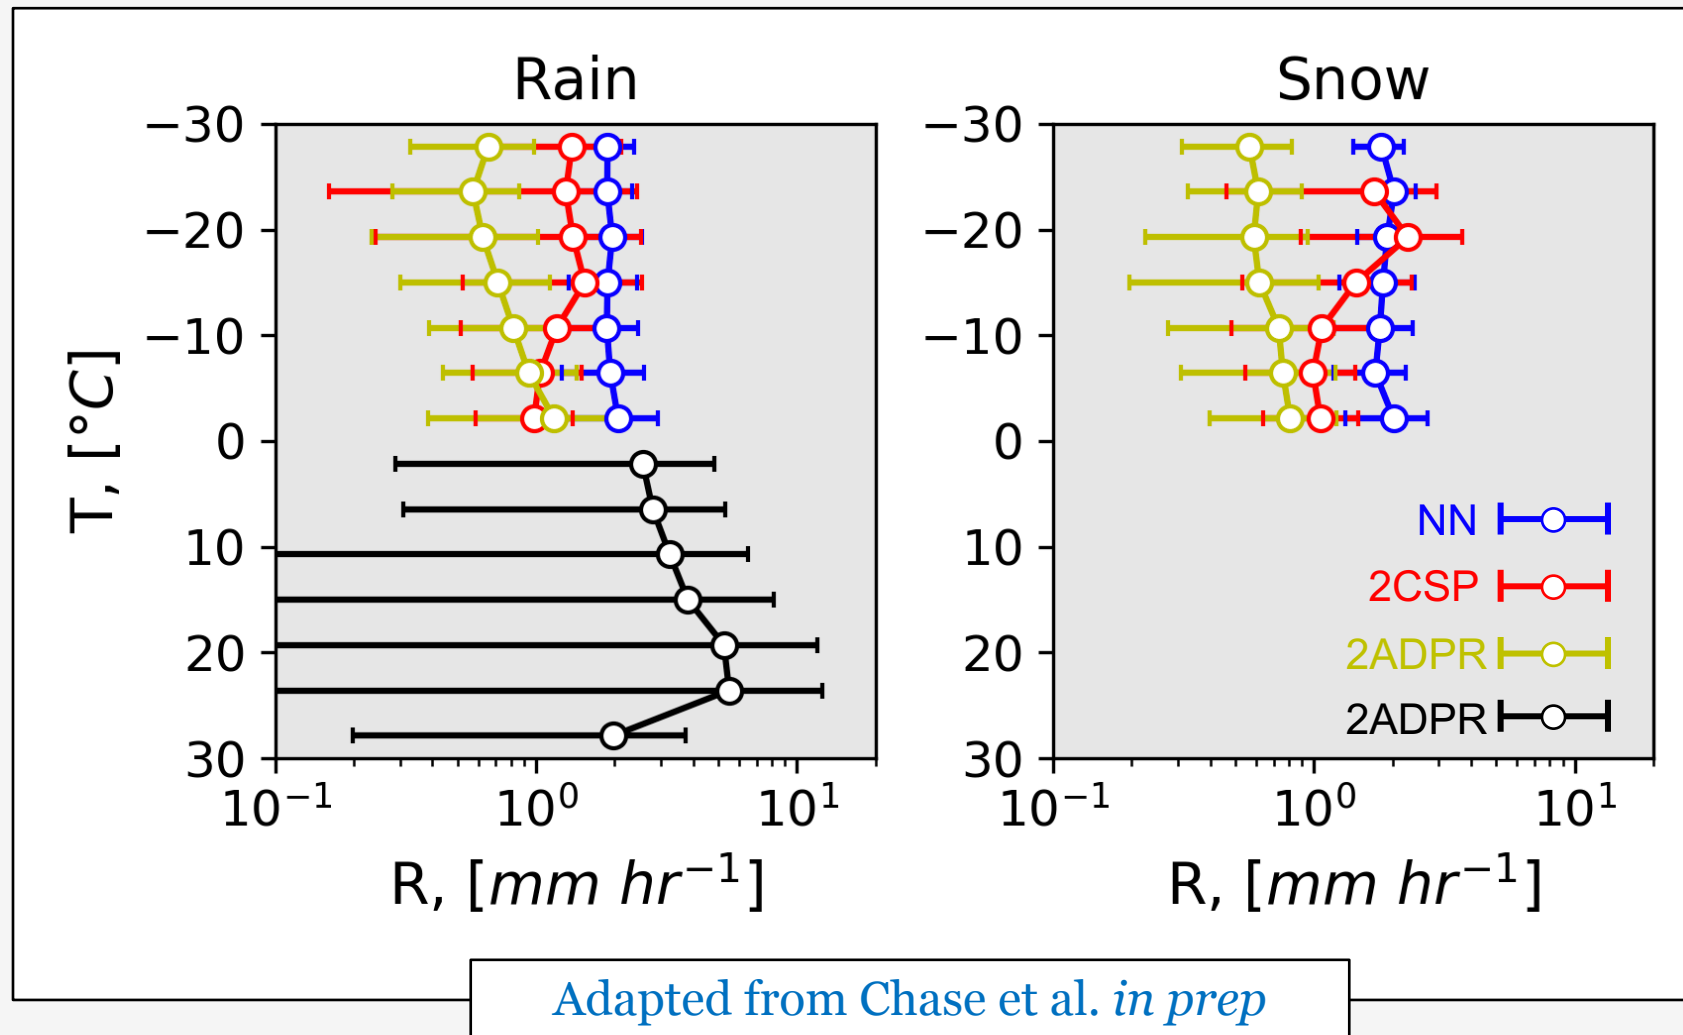 Rain
Snow
T, [°C]
−30
−20
−10
0
10
20
30
10⁻¹
10⁰
10¹
R, [mm hr⁻¹]
−30
−20
−10
0
10
20
30
10⁻¹
10⁰
10¹
R, [mm hr⁻¹]
NN
2CSP
2ADPR
2ADPR
Adapted from Chase et al. in prep